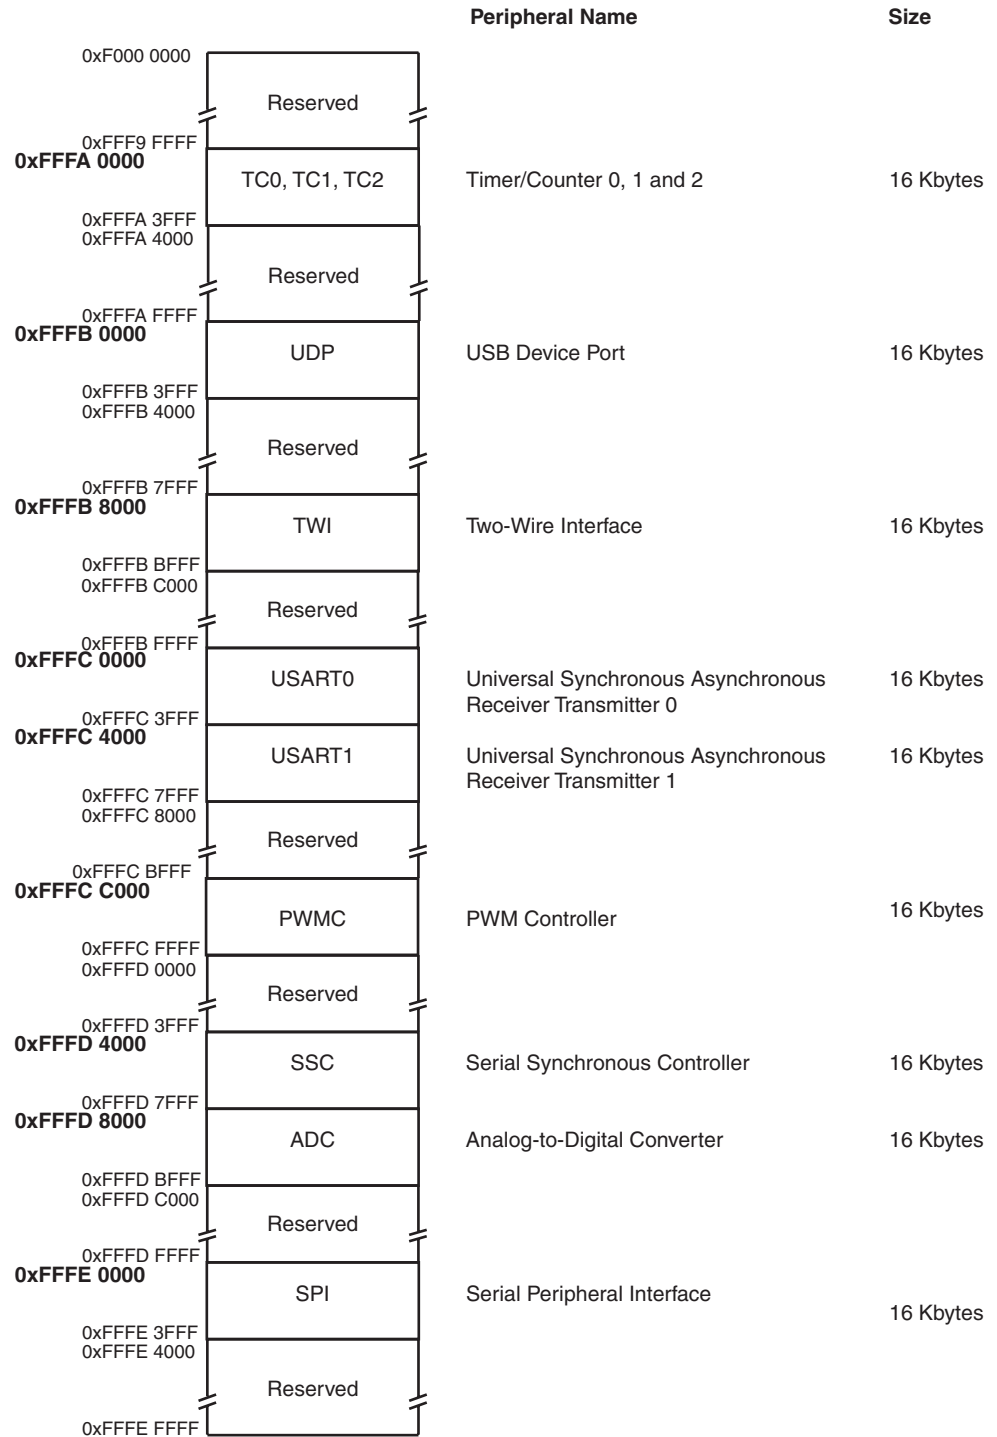 Peripheral Name Size
0xF000 0000
Reserved
0xFFF9 FFFF
0xFFFA 0000
TC0, TC1, TC2 Timer/Counter 0, 1 and 2 16 Kbytes
0xFFFA 3FFF
0xFFFA 4000
Reserved
0xFFFA FFFF
0xFFFB 0000
UDP USB Device Port 16 Kbytes
0xFFFB 3FFF
0xFFFB 4000
Reserved
0xFFFB 7FFF
0xFFFB 8000
TWI Two-Wire Interface 16 Kbytes
0xFFFB BFFF
0xFFFB C000
Reserved
0xFFFB FFFF
0xFFFC 0000
USART0 Universal Synchronous Asynchronous 16 Kbytes
Receiver Transmitter 0
0xFFFC 3FFF
0xFFFC 4000
USART1 Universal Synchronous Asynchronous 16 Kbytes
Receiver Transmitter 1
0xFFFC 7FFF
0xFFFC 8000
Reserved
0xFFFC BFFF
0xFFFC C000
PWMC PWM Controller 16 Kbytes
0xFFFC FFFF
0xFFFD 0000
Reserved
0xFFFD 3FFF
0xFFFD 4000
SSC Serial Synchronous Controller 16 Kbytes
0xFFFD 7FFF
0xFFFD 8000
ADC Analog-to-Digital Converter 16 Kbytes
0xFFFD BFFF
0xFFFD C000
Reserved
0xFFFD FFFF
0xFFFE 0000
SPI Serial Peripheral Interface 16 Kbytes
0xFFFE 3FFF
0xFFFE 4000
Reserved
0xFFFE FFFF